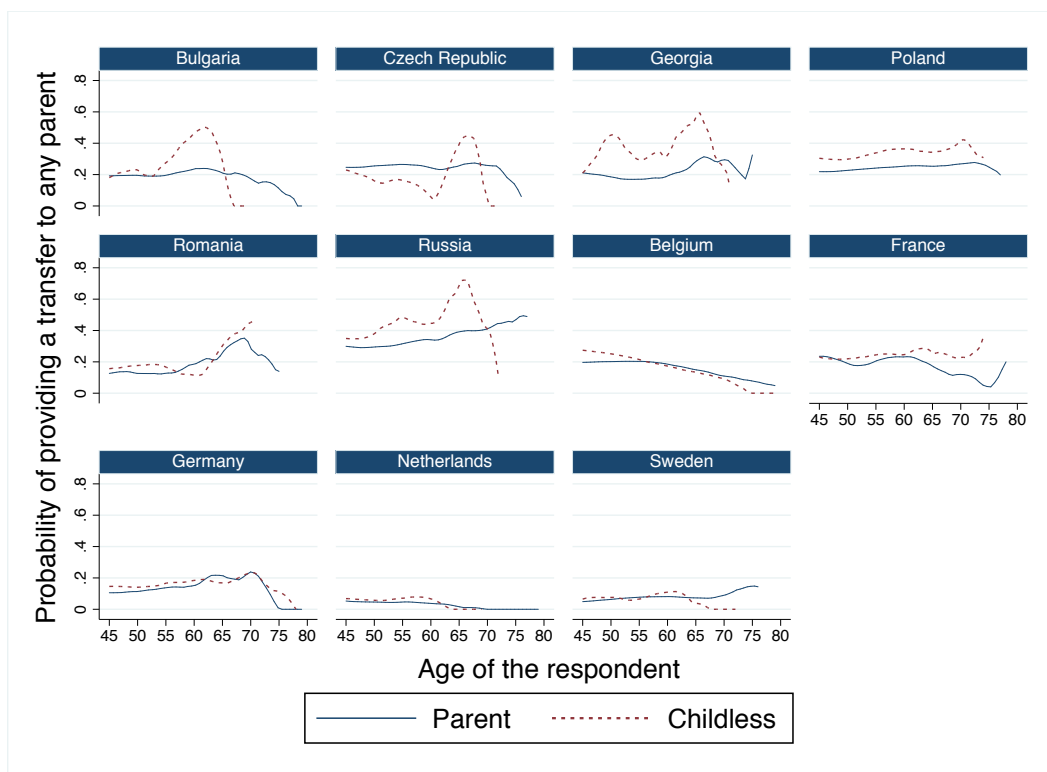 Probability of providing a transfer to any parent
Bulgaria Czech Republic Georgia Poland
.8
.6
.4
.2
0
Romania Russia Belgium France
.8
.6
.4
.2
0
45 50 55 60 65 70 75 80
Germany Netherlands Sweden
.8
.6
.4
.2
0
45 50 55 60 65 70 75 80 45 50 55 60 65 70 75 80 45 50 55 60 65 70 75 80
Age of the respondent
Parent Childless